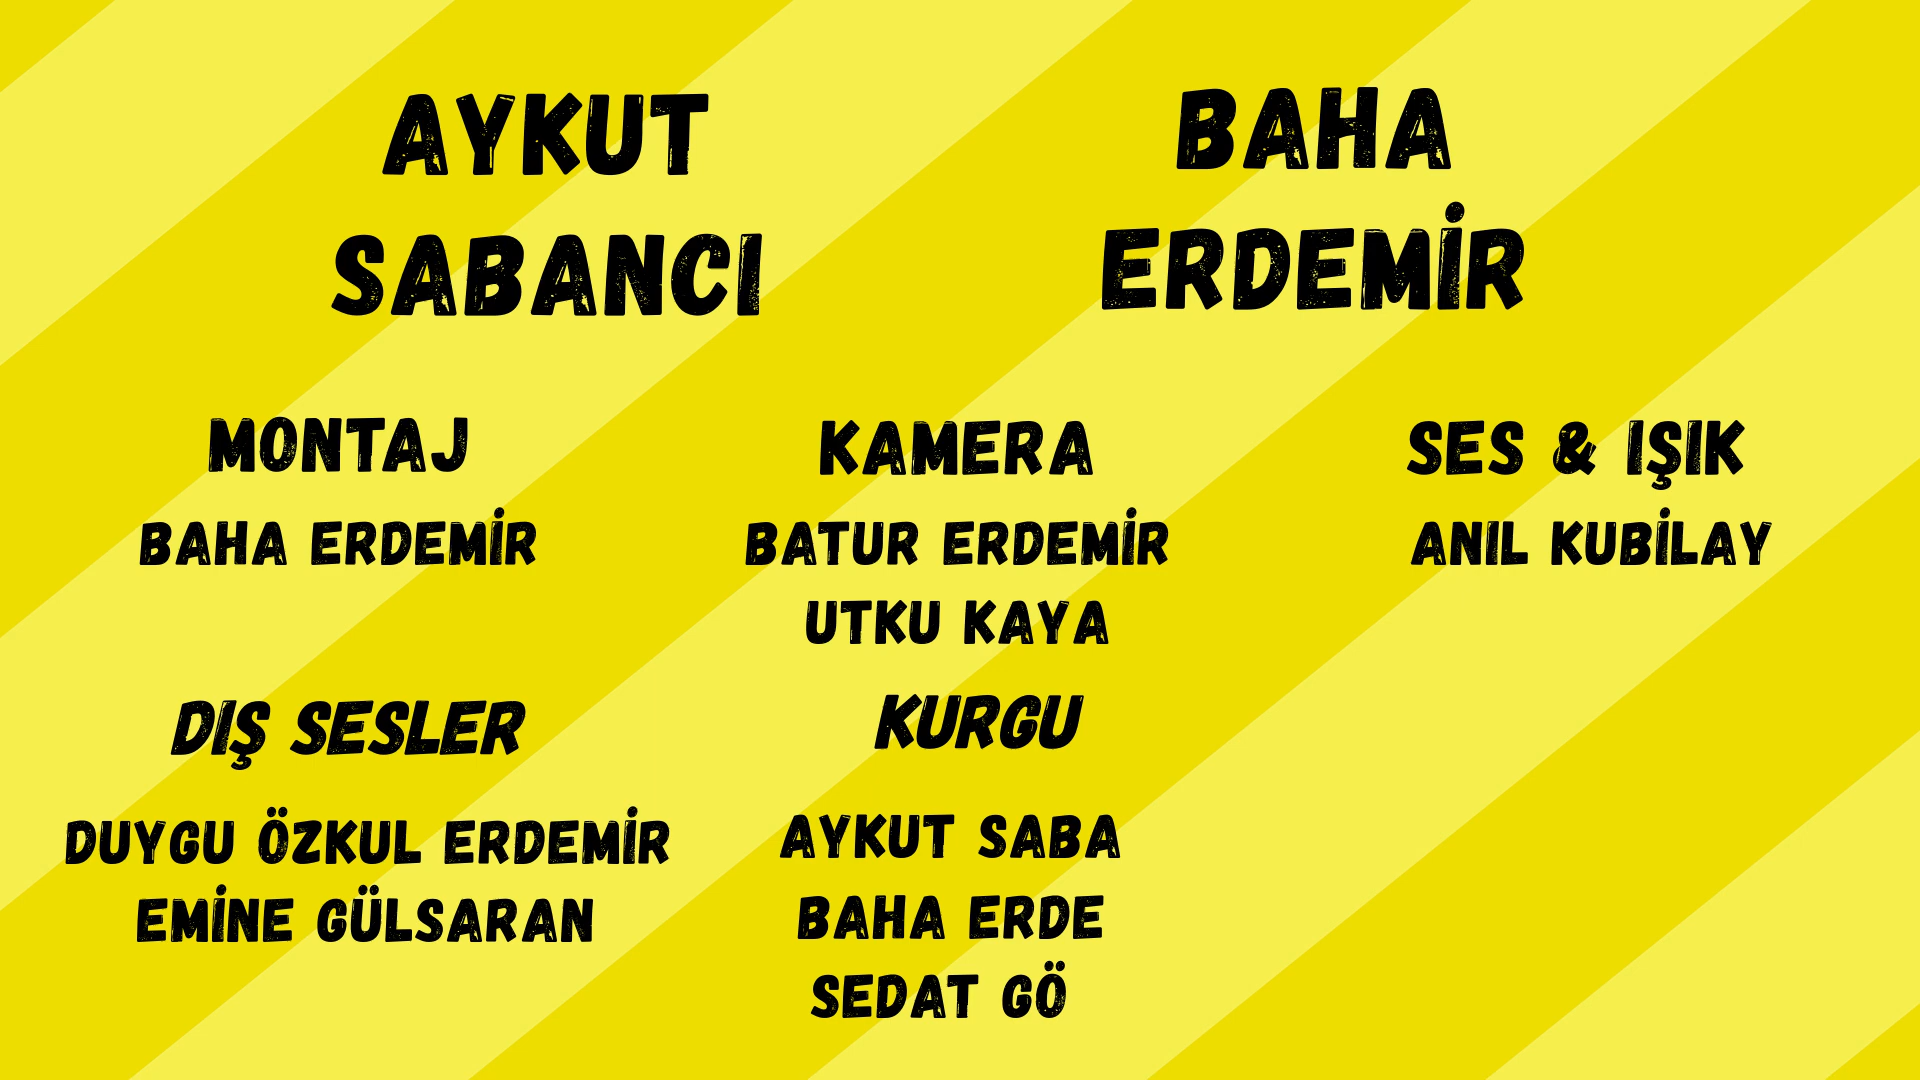 AYKUT
SABANCI
BAHA
ERDEMİR
MONTAJ
BAHA ERDEMİR
KAMERA
BATUR ERDEMİR
UTKU KAYA
SES & IŞIK
ANIL KUBİLAY
DIŞ SESLER
DUYGU ÖZKUL ERDEMİR
EMİNE GÜLSARAN
KURGU
AYKUT SABA
BAHA ERDE
SEDAT GÖ